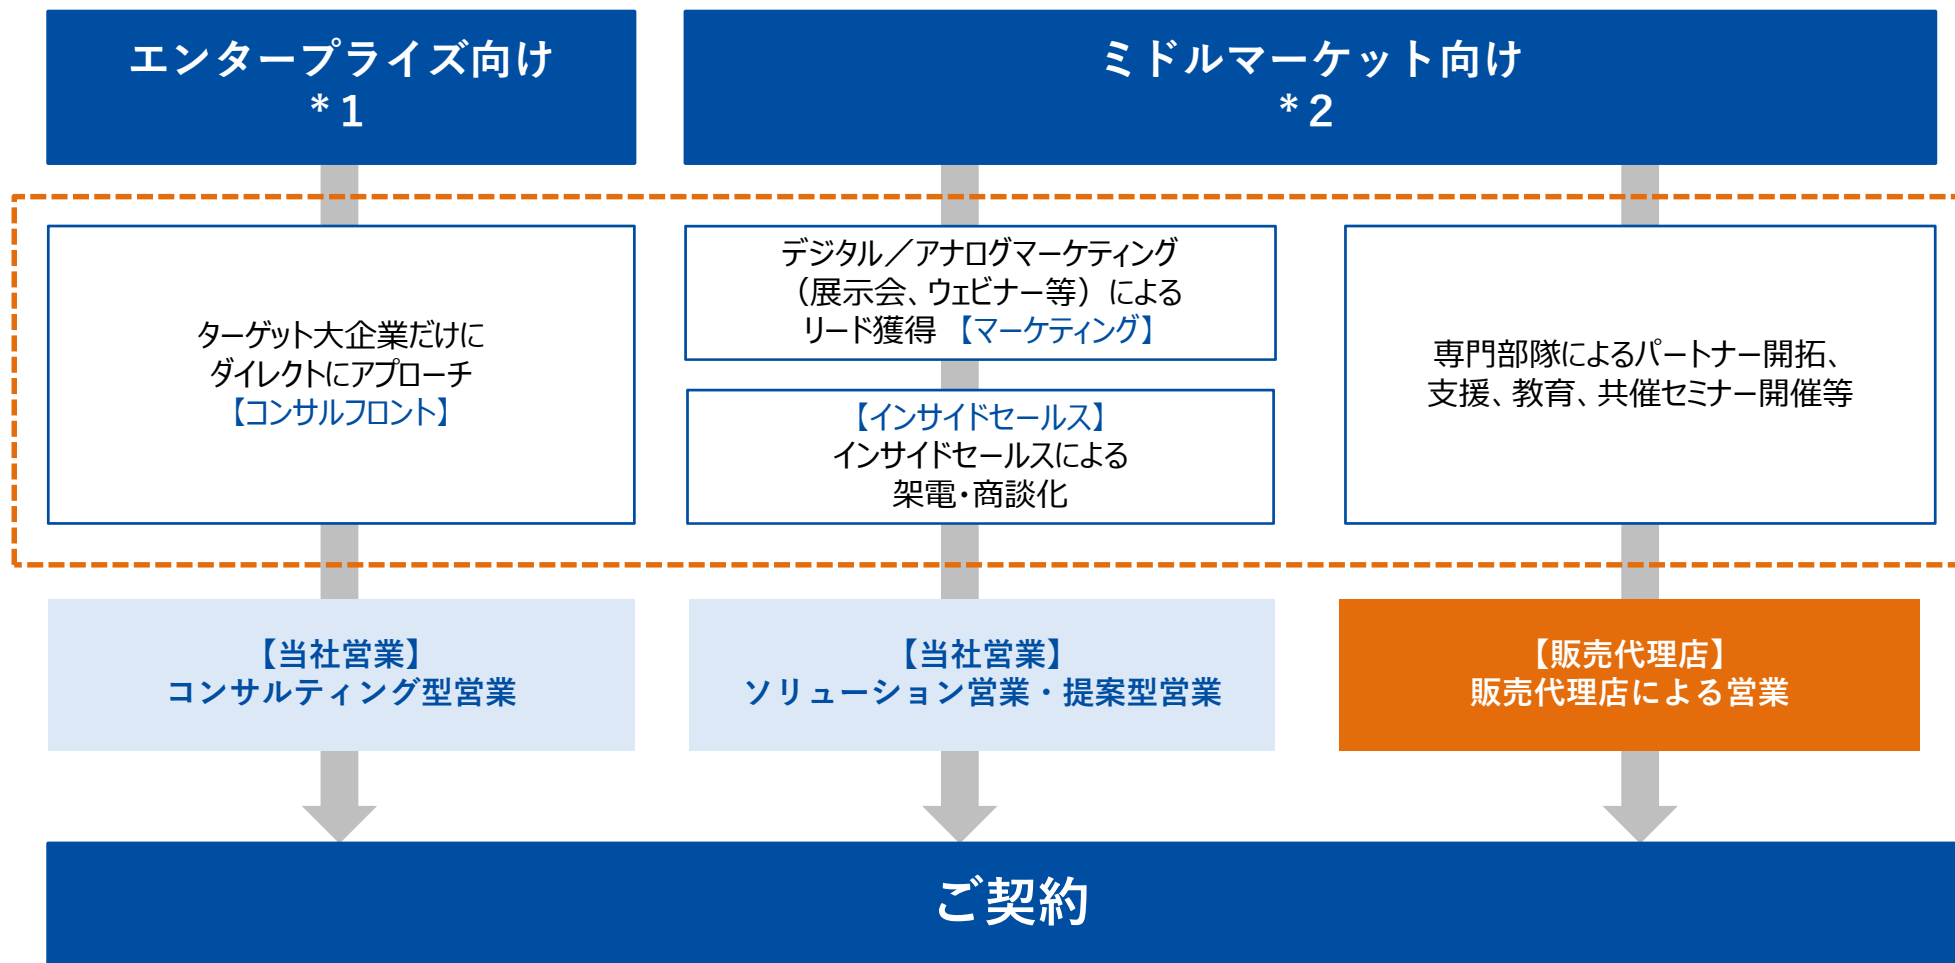 エンタープライズ向け
*1
ミドルマーケット向け
*2
ターゲット大企業だけに
ダイレクトにアプローチ
【コンサルフロント】
デジタル／アナログマーケティング
（展示会、ウェビナー等）による
リード獲得 【マーケティング】
【インサイドセールス】
インサイドセールスによる
架電・商談化
専門部隊によるパートナー開拓、
支援、教育、共催セミナー開催等
【当社営業】
コンサルティング型営業
【当社営業】
ソリューション営業・提案型営業
【販売代理店】
販売代理店による営業
ご契約